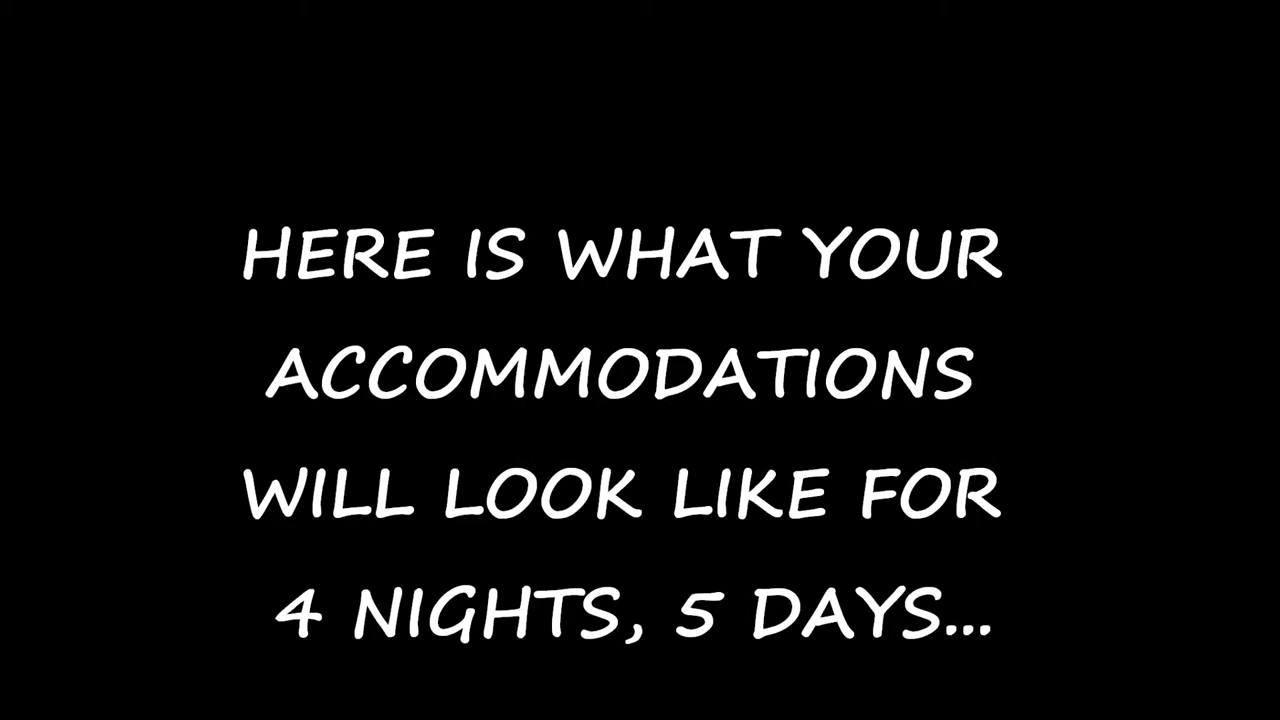 HERE IS WHAT YOUR
ACCOMMODATIONS
WILL LOOK LIKE FOR
4 NIGHTS, 5 DAYS...